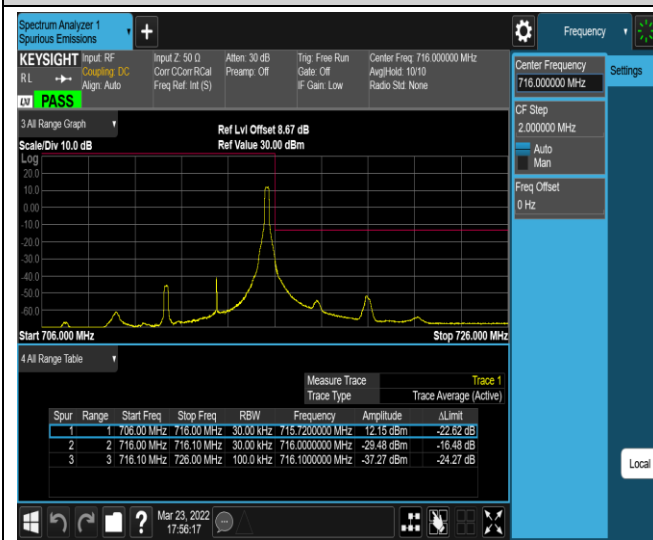 Spectrum Analyzer 1
Spurious Emissions
+
Frequency
KEYSIGHT Input: RF Input Z: 50 Ω Atten: 30 dB Trig: Free Run Center Freq: 716.000000 MHz
RL Coupling: DC Corr CCorr RCal Preamp: Off Gate: Off Avg|Hold: 10/10
Align: Auto Freq Ref: Int (S) IF Gain: Low Radio Std: None
LXI PASS
Center Frequency
716.000000 MHz
Settings
CF Step
2.000000 MHz
Auto
Man
Freq Offset
0 Hz
3 All Range Graph
Ref Lvl Offset 8.67 dB
Scale/Div 10.0 dB Ref Value 30.00 dBm
Log
20.0
10.0
0.00
-10.0
-20.0
-30.0
-40.0
-50.0
-60.0
Start 706.000 MHz Stop 726.000 MHz
4 All Range Table
Measure Trace Trace 1
Trace Type Trace Average (Active)
Spur Range Start Freq Stop Freq RBW Frequency Amplitude ΔLimit
1 1 706.00 MHz 716.00 MHz 30.00 kHz 715.7200000 MHz 12.15 dBm -22.62 dB
2 2 716.00 MHz 716.10 MHz 30.00 kHz 716.0000000 MHz -29.48 dBm -16.48 dB
3 3 716.10 MHz 726.00 MHz 100.0 kHz 716.1000000 MHz -37.27 dBm -24.27 dB
Local
? Mar 23, 2022
17:56:17